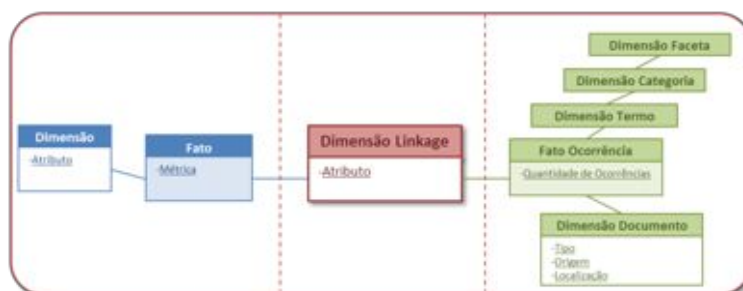 Dimensão Faceta
Dimensão Categoria
Dimensão Termo
Dimensão
-Atributo
Fato
-Métrica
Dimensão Linkage
-Atributo
Fato Ocorrência
-Quantidade de Ocorrências
Dimensão Documento
-Tipo
-Origem
-Localização